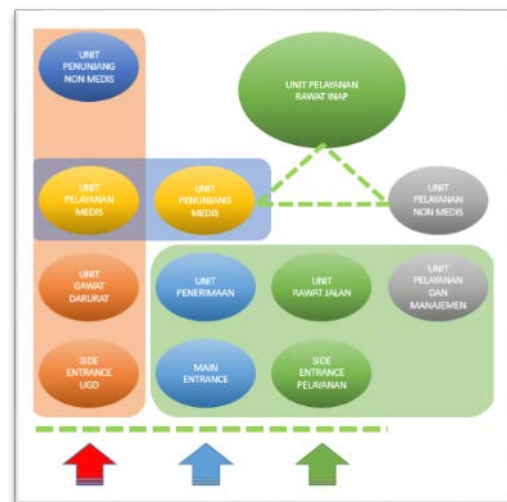 UNIT
PENUNJANG
NON MEDIS
UNIT PELAYANAN
RAWAT INAP
UNIT
PELAYANAN
MEDIS
UNIT
PENUNJANG
MEDIS
UNIT
PELAYANAN
NON MEDIS
UNIT
GAWAT
DARURAT
UNIT
PENERIMAAN
UNIT
RAWAT JALAN
UNIT
PELAYANAN
DAN
MANAJEMEN
SIDE
ENTRANCE
UGD
MAIN
ENTRANCE
SIDE
ENTRANCE
PELAYANAN